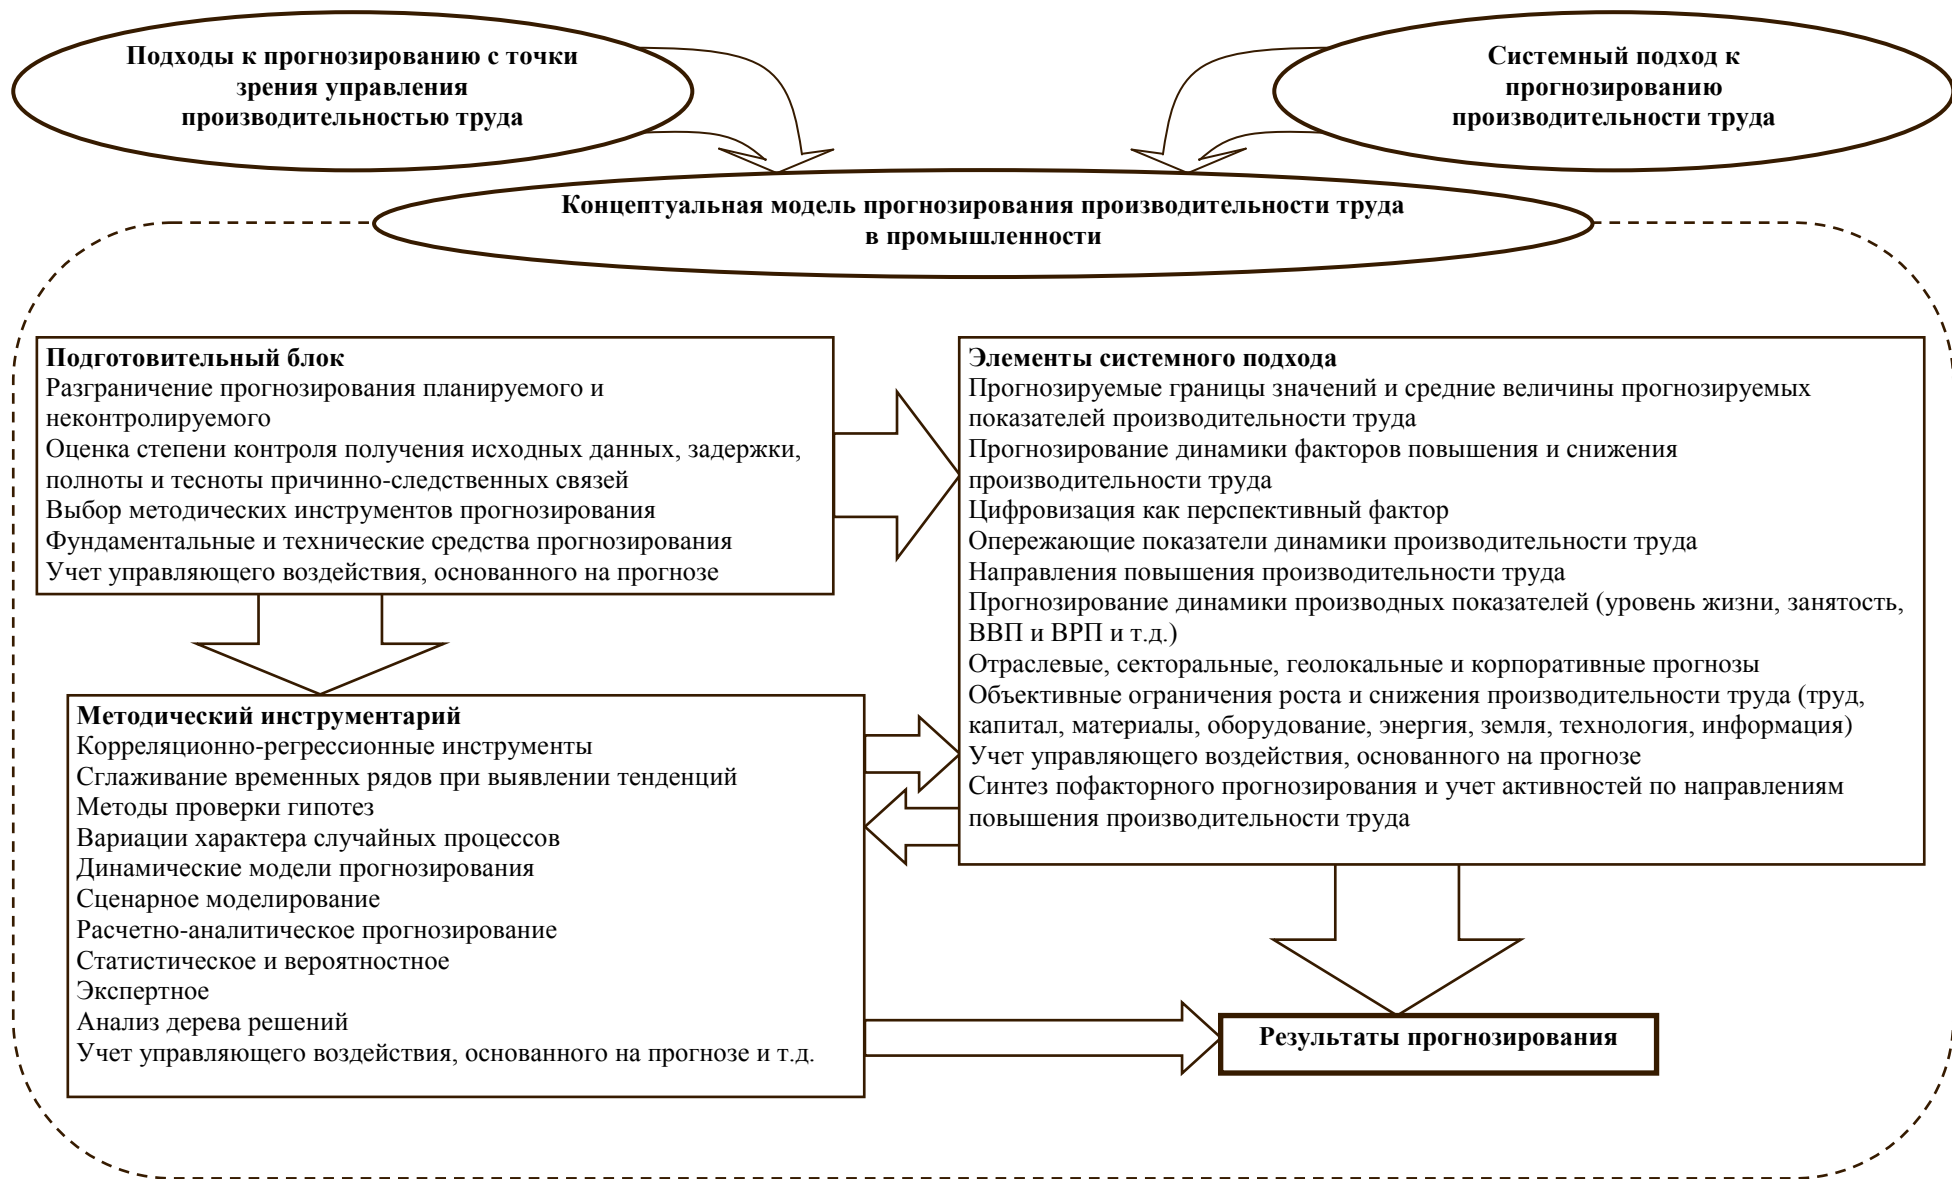 Подходы к прогнозированию с точки
зрения управления
производительностью труда
Системный подход к
прогнозированию
производительности труда
Концептуальная модель прогнозирования производительности труда
в промышленности
Подготовительный блок
Разграничение прогнозирования планируемого и
неконтролируемого
Оценка степени контроля получения исходных данных, задержки,
полноты и тесноты причинно-следственных связей
Выбор методических инструментов прогнозирования
Фундаментальные и технические средства прогнозирования
Учет управляющего воздействия, основанного на прогнозе
Элементы системного подхода
Прогнозируемые границы значений и средние величины прогнозируемых
показателей производительности труда
Прогнозирование динамики факторов повышения и снижения
производительности труда
Цифровизация как перспективный фактор
Опережающие показатели динамики производительности труда
Направления повышения производительности труда
Прогнозирование динамики производных показателей (уровень жизни, занятость,
ВВП и ВРП и т.д.)
Отраслевые, секторальные, геолокальные и корпоративные прогнозы
Объективные ограничения роста и снижения производительности труда (труд,
капитал, материалы, оборудование, энергия, земля, технология, информация)
Учет управляющего воздействия, основанного на прогнозе
Синтез пофакторного прогнозирования и учет активностей по направлениям
повышения производительности труда
Методический инструментарий
Корреляционно-регрессионные инструменты
Сглаживание временных рядов при выявлении тенденций
Методы проверки гипотез
Вариации характера случайных процессов
Динамические модели прогнозирования
Сценарное моделирование
Расчетно-аналитическое прогнозирование
Статистическое и вероятностное
Экспертное
Анализ дерева решений
Учет управляющего воздействия, основанного на прогнозе и т.д.
Результаты прогнозирования